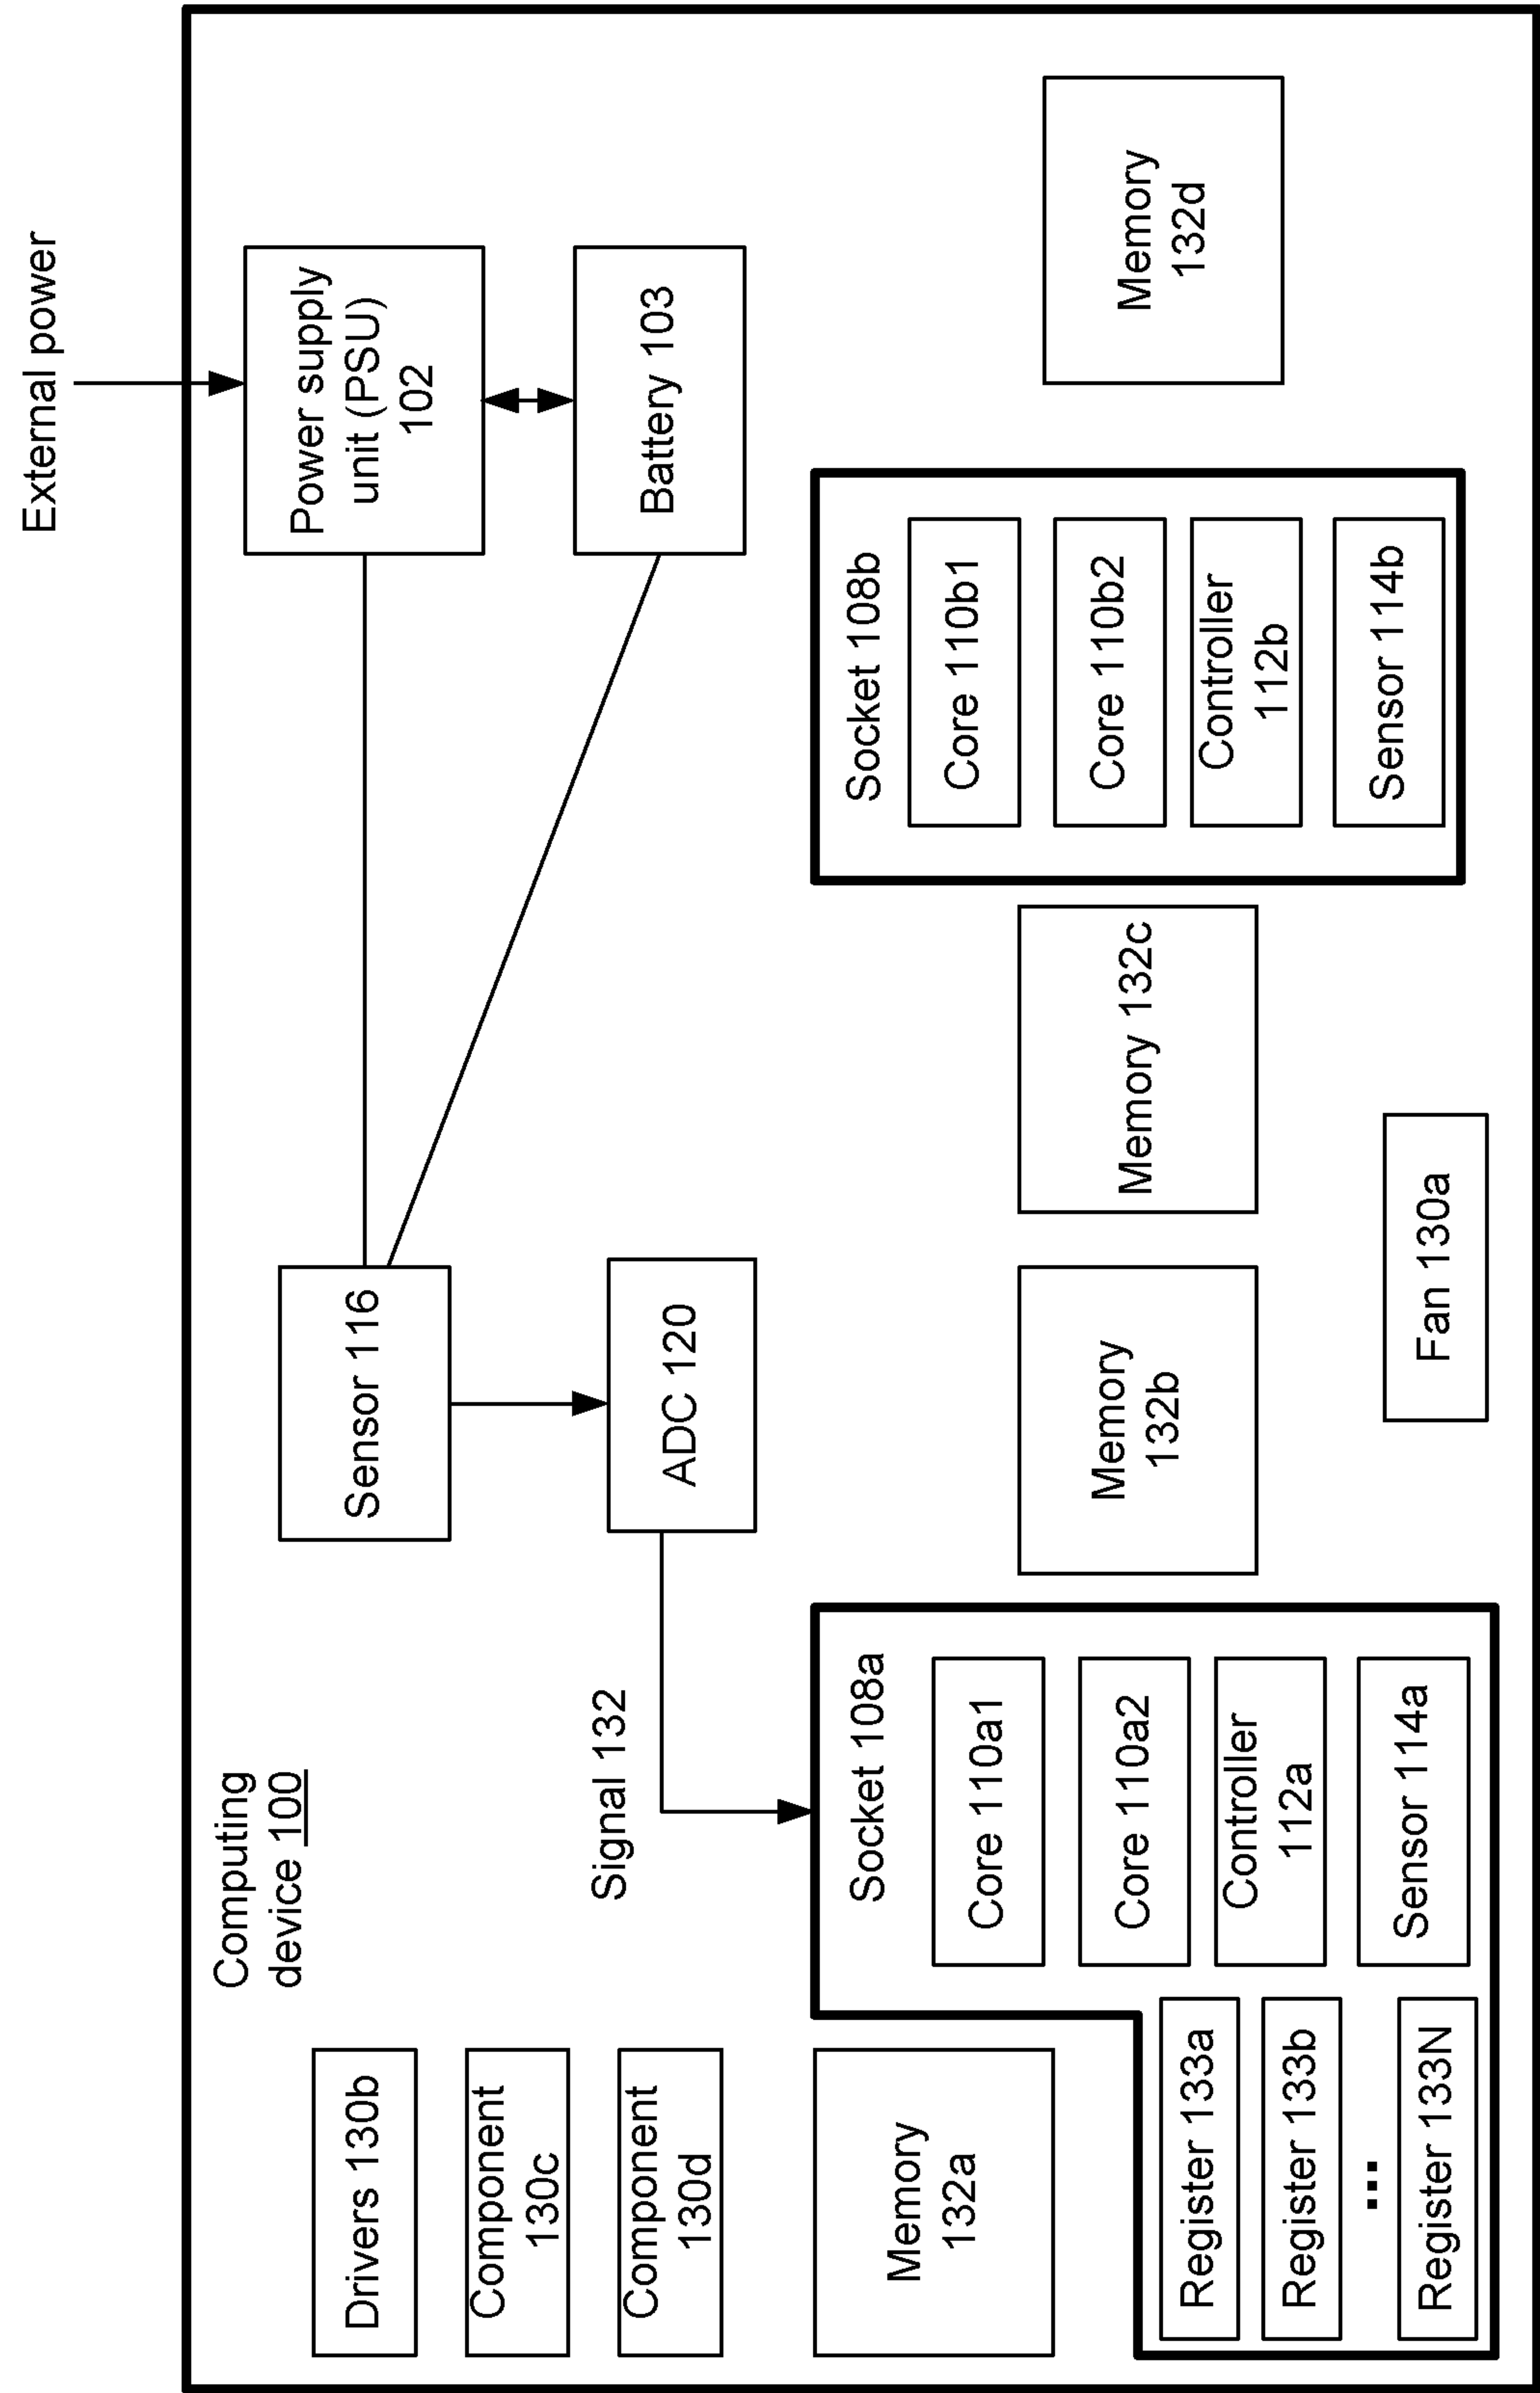 External power
Computing
device 100
Drivers 130b
Component
130c
Component
130d
Sensor 116
Power supply
unit (PSU)
102
Battery 103
ADC 120
Signal 132
Memory
132a
Socket 108a
Core 110a1
Core 110a2
Controller
112a
Sensor 114a
Register 133a
Register 133b
...
Register 133N
Memory
132b
Memory 132c
Fan 130a
Socket 108b
Core 110b1
Core 110b2
Controller
112b
Sensor 114b
Memory
132d